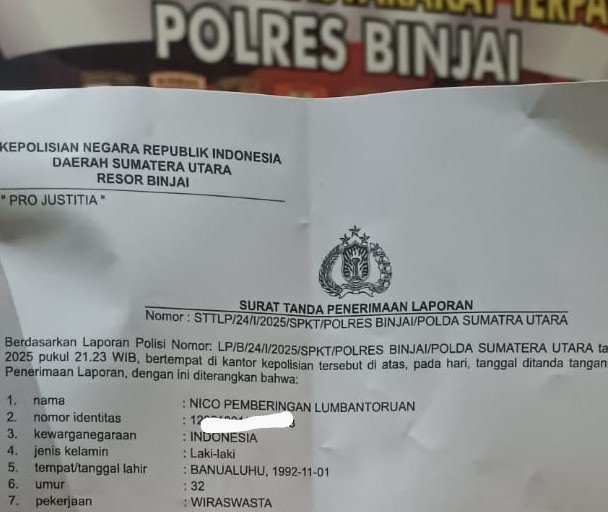 POLRES BINJAI
KEPOLISIAN NEGARA REPUBLIK INDONESIA
DAERAH SUMATERA UTARA
RESOR BINJAI
" PRO JUSTITIA "
SURAT TANDA PENERIMAAN LAPORAN
Nomor : STTLP/24/I/2025/SPKT/POLRES BINJAI/POLDA SUMATRA UTARA
Berdasarkan Laporan Polisi Nomor: LP/B/24/I/2025/SPKT/POLRES BINJAI/POLDA SUMATERA UTARA
2025 pukul 21.23 WIB, bertempat di kantor kepolisian tersebut di atas, pada hari, tanggal ditanda tangan
Penerimaan Laporan, dengan ini diterangkan bahwa:
1. nama : NICO PEMBERINGAN LUMBANTORUAN
2. nomor identitas :
3. kewarganegaraan : INDONESIA
4. jenis kelamin : Laki-laki
5. tempat/tanggal lahir : BANUALUHU, 1992-11-01
6. umur : 32
7. pekerjaan : WIRASWASTA